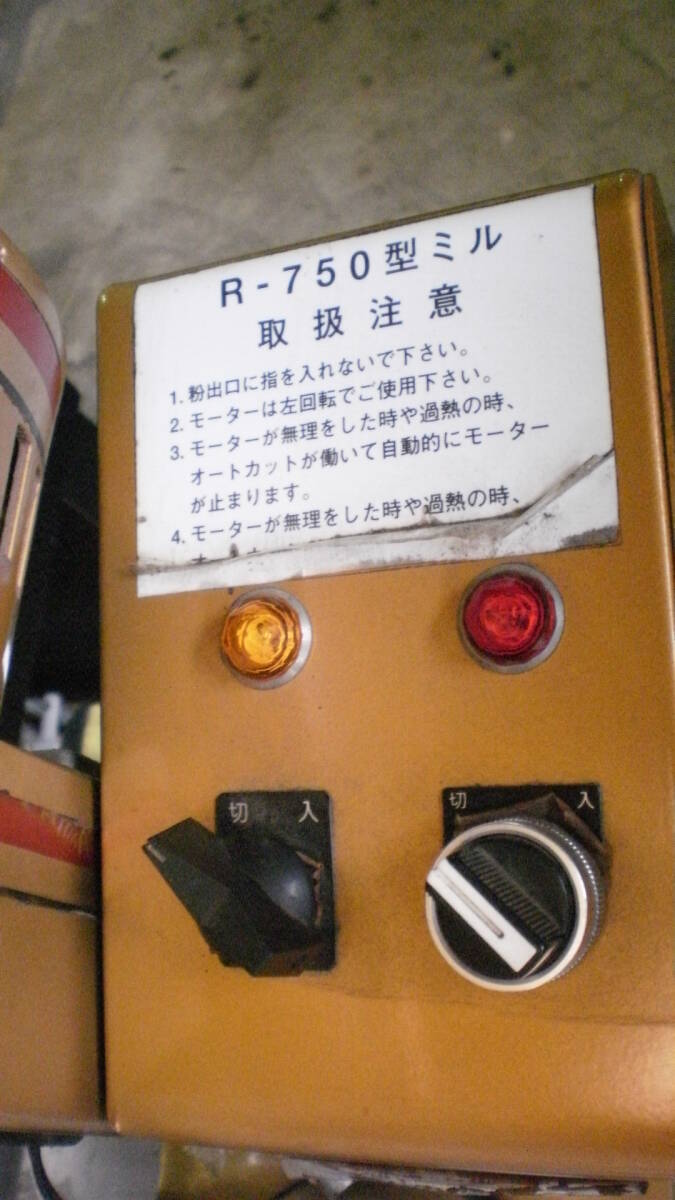 R-750型ミル
取扱注意
1. 粉出口に指を入れないで下さい。
2. モーターは左回転でご使用下さい。
3. モーターが無理をした時や過熱の時、
オートカットが働いて自動的にモーター
が止まります。
4. モーターが無理をした時や過熱の時、
切 入
切 入